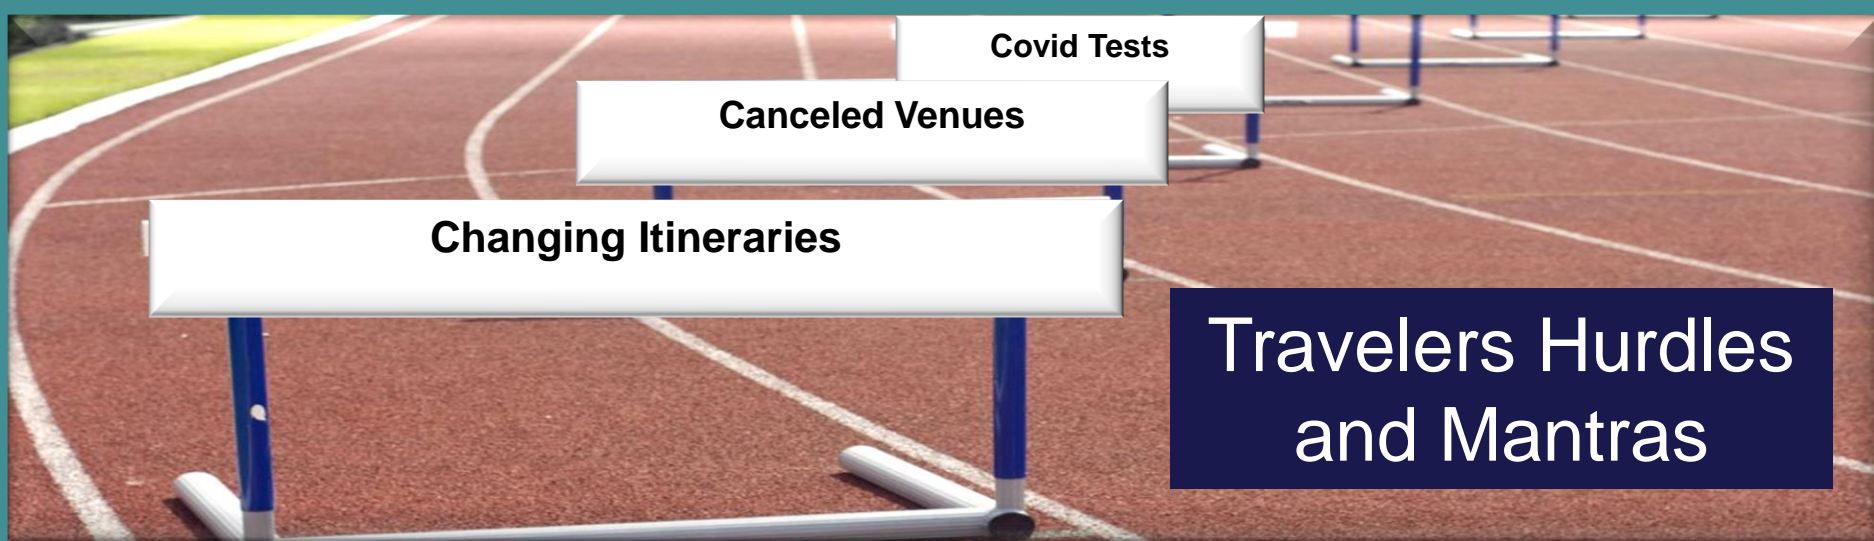 Covid Tests
Canceled Venues
Changing Itineraries
Travelers Hurdles
and Mantras